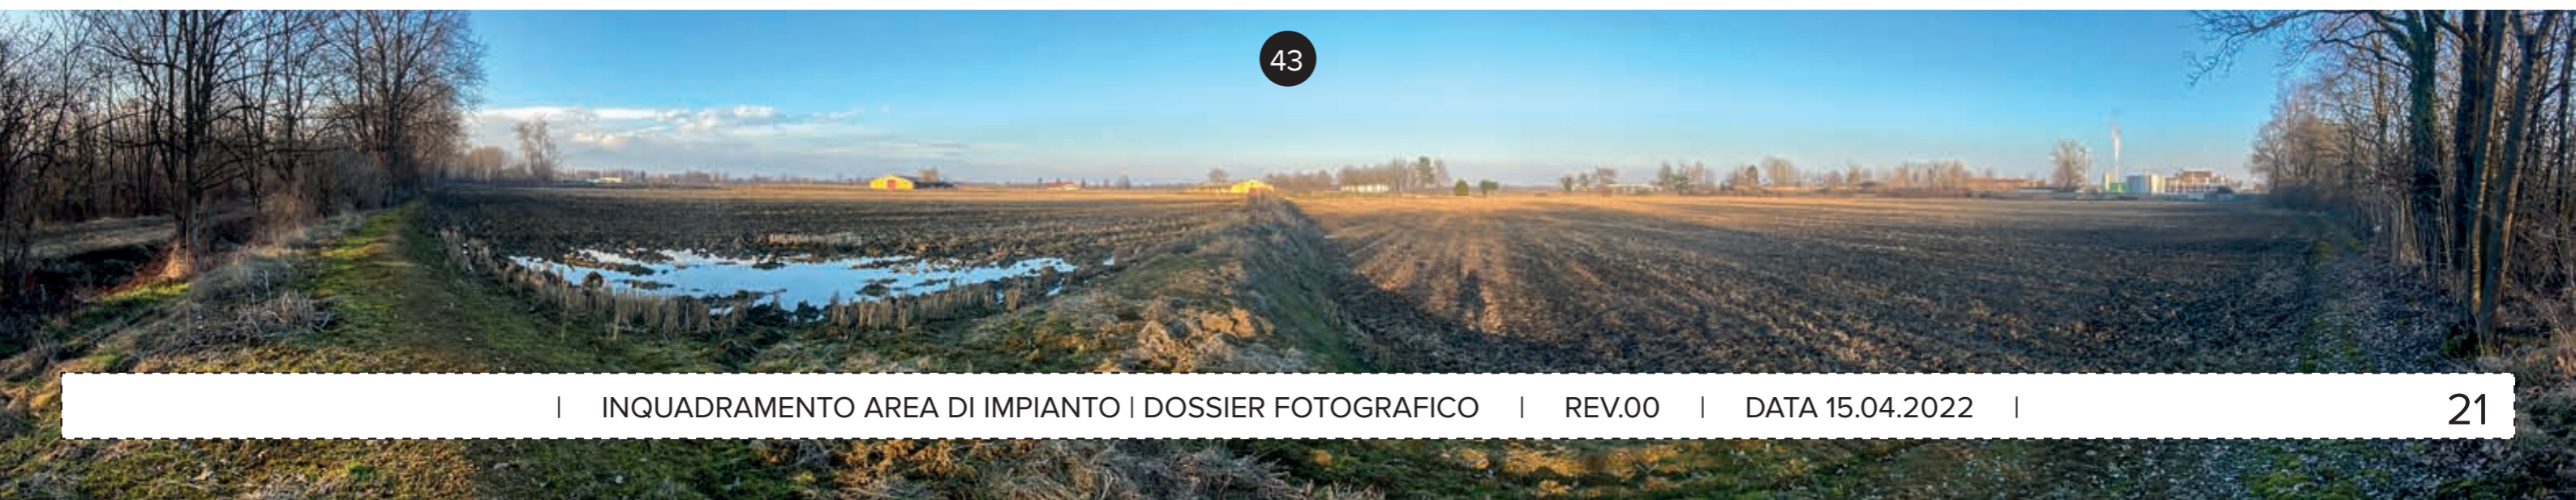 43
| INQUADRAMENTO AREA DI IMPIANTO | DOSSIER FOTOGRAFICO | REV.00 | DATA 15.04.2022 | 21